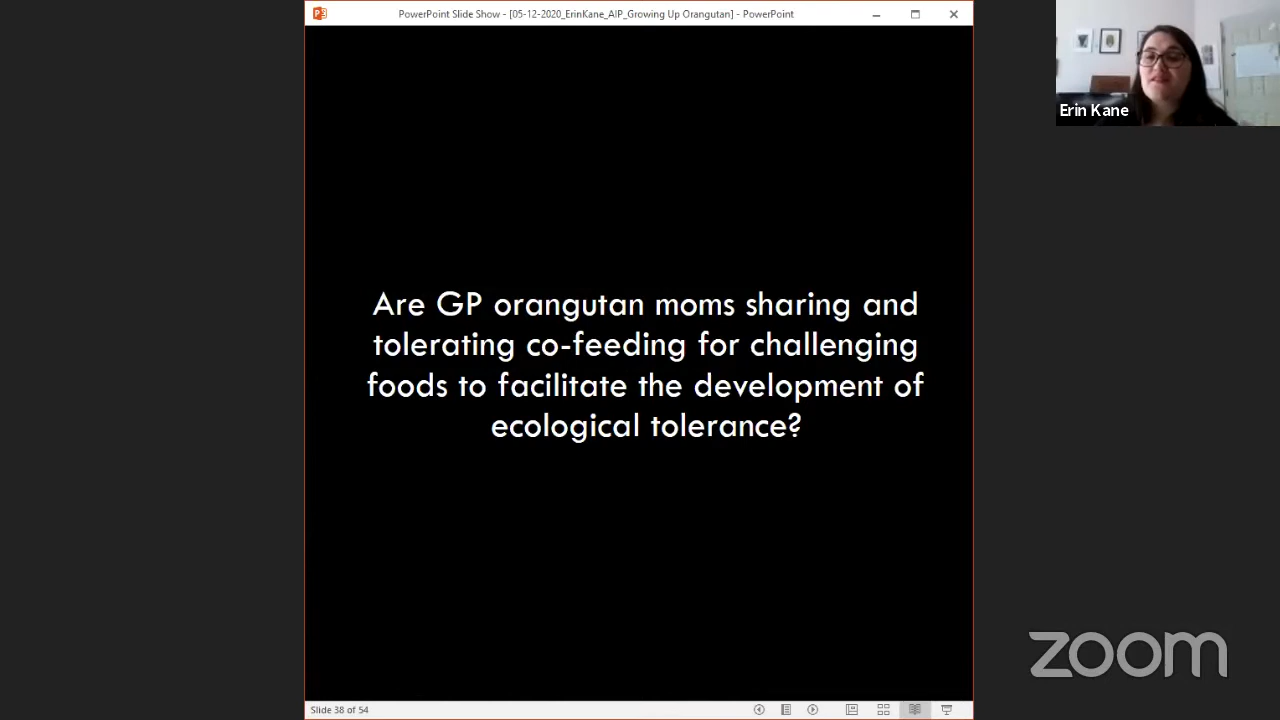 PowerPoint Slide Show - [05-12-2020_ErinKane_AIP_Growing Up Orangutan] - PowerPoint
Erin Kane
Are GP orangutan moms sharing and
tolerating co-feeding for challenging
foods to facilitate the development of
ecological tolerance?
zoom
Slide 38 of 54